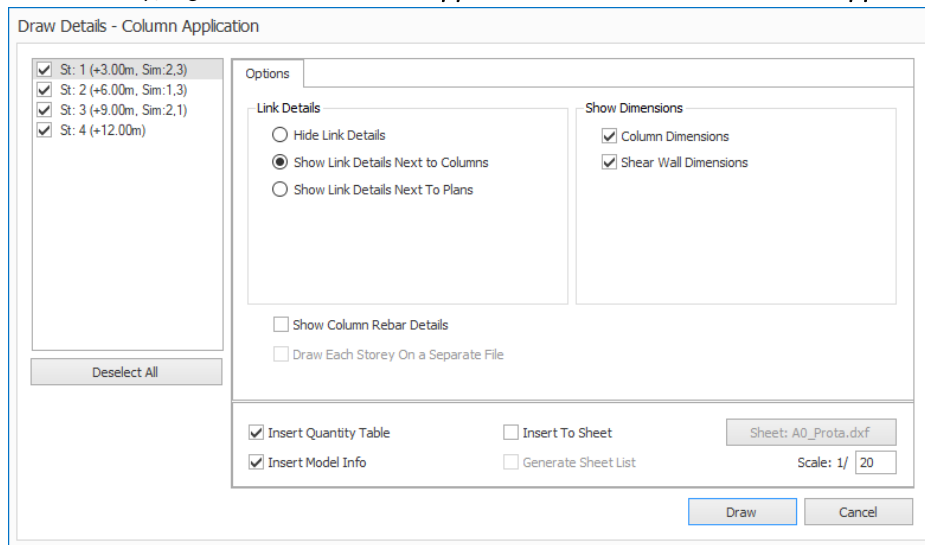 Draw Details - Column Application
St: 1 (+3.00m, Sim:2,3)
St: 2 (+6.00m, Sim:1,3)
St: 3 (+9.00m, Sim:2,1)
St: 4 (+12.00m)
Deselect All
Options
Link Details
Hide Link Details
Show Link Details Next to Columns
Show Link Details Next To Plans
Show Dimensions
Column Dimensions
Shear Wall Dimensions
Show Column Rebar Details
Draw Each Storey On a Separate File
Insert Quantity Table
Insert To Sheet
Sheet: A0_Prota.dxf
Insert Model Info
Generate Sheet List
Scale: 1/ 20
Draw
Cancel